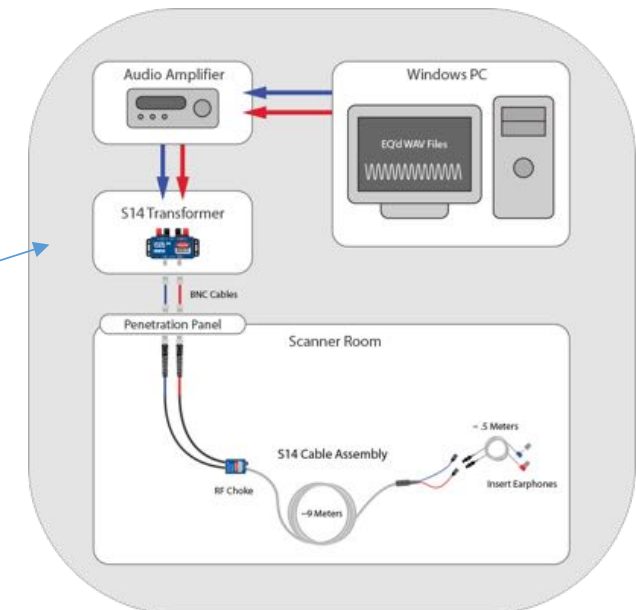 Audio Amplifier
Windows PC
EQ'd WAV Files
S14 Transformer
BNC Cables
Penetration Panel
Scanner Room
~ .5 Meters
S14 Cable Assembly
Insert Earphones
RF Choke
~9 Meters